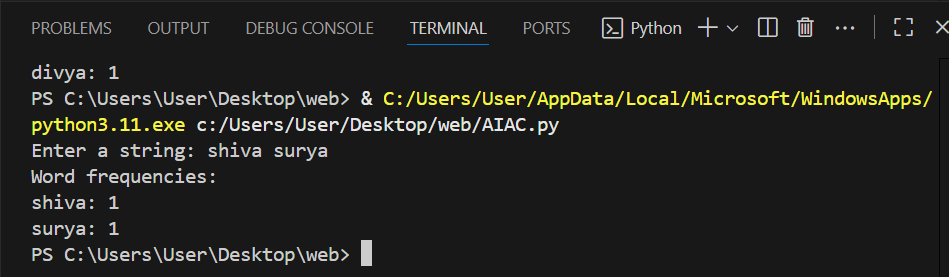 PROBLEMS OUTPUT DEBUG CONSOLE TERMINAL PORTS Python
divya: 1
PS C:\Users\User\Desktop\web> & C:/Users/User/AppData/Local/Microsoft/WindowsApps/
python3.11.exe c:/Users/User/Desktop/web/AIAC.py
Enter a string: shiva surya
Word frequencies:
shiva: 1
surya: 1
PS C:\Users\User\Desktop\web>